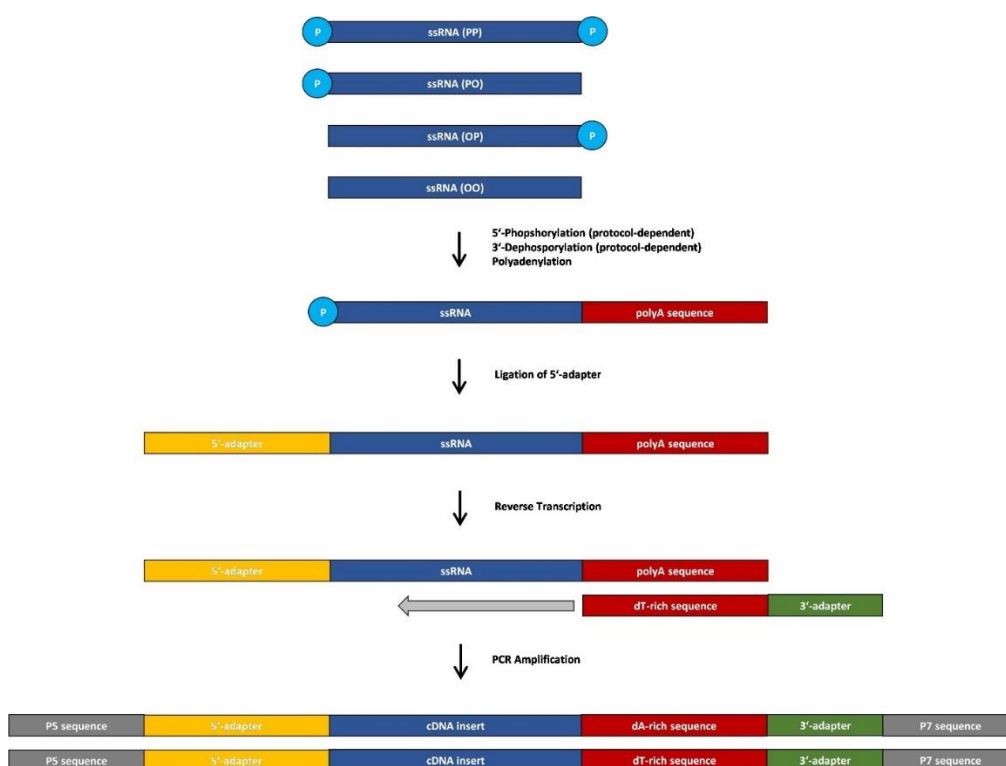 P ssRNA (PP) P
P ssRNA (PO)
ssRNA (OP) P
ssRNA (OO)
5‘-Phopshorylation (protocol-dependent)
3‘-Dephosporylation (protocol-dependent)
Polyadenylation
P ssRNA polyA sequence
Ligation of 5‘-adapter
5‘-adapter ssRNA polyA sequence
Reverse Transcription
5‘-adapter ssRNA polyA sequence
dT-rich sequence 3‘-adapter
PCR Amplification
P5 sequence 5‘-adapter cDNA insert dA-rich sequence 3‘-adapter P7 sequence
P5 sequence 5‘-adapter cDNA insert dT-rich sequence 3‘-adapter P7 sequence